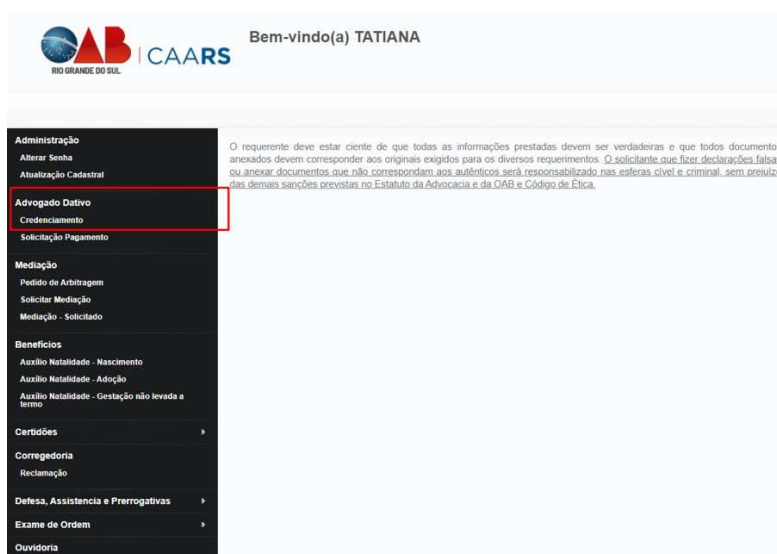 OAB | CAARS
RIO GRANDE DO SUL
Bem-vindo(a) TATIANA
Administração
Alterar Senha
Atualização Cadastral
Advogado Dativo
Credenciamento
Solicitação Pagamento
Mediação
Pedido de Arbitragem
Solicitar Mediação
Mediação - Solicitado
Benefícios
Auxílio Natalidade - Nascimento
Auxílio Natalidade - Adoção
Auxílio Natalidade - Gestação não levada a
termo
Certidões
Corregedoria
Reclamação
Defesa, Assistencia e Prerrogativas
Exame de Ordem
Ouvidoria
O requerente deve estar ciente de que todas as informações prestadas devem ser verdadeiras e que todos documento
anexados devem corresponder aos originais exigidos para os diversos requerimentos. O solicitante que fizer declarações falsa
ou anexar documentos que não correspondam aos autênticos será responsabilizado nas esferas cível e criminal, sem prejuíz
das demais sanções previstas no Estatuto da Advocacia e da OAB e Código de Ética.